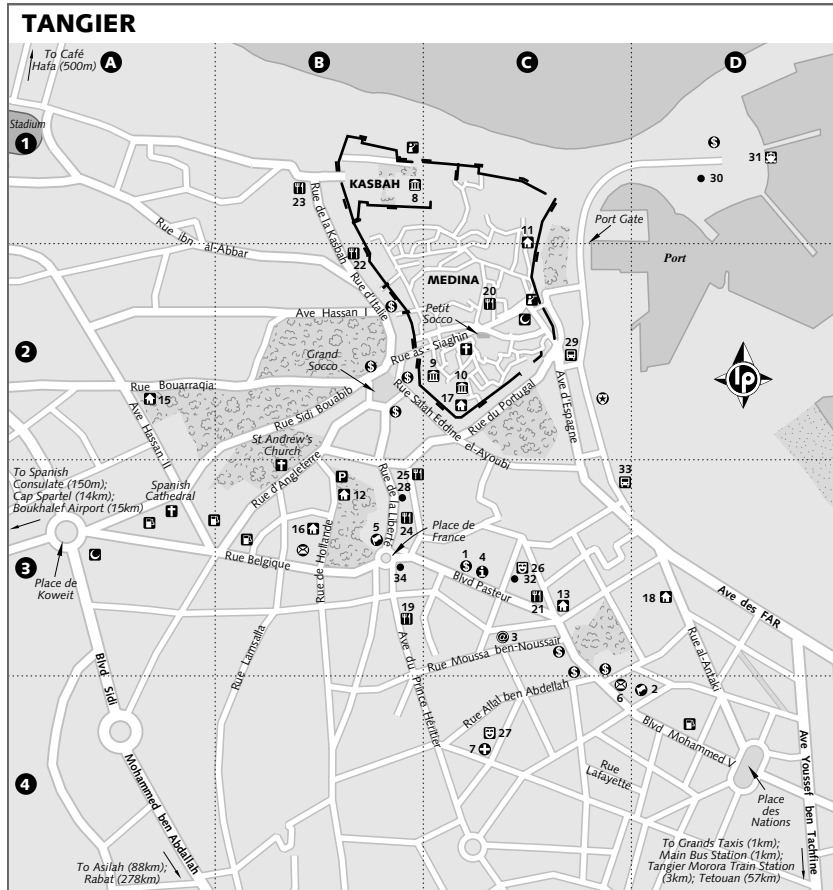 TANGIER
A
B
C
D
To Café
Hafa (500m)
Stadium
1
KASBAH
8
23
Rue de la Kasbah
Rue Ibn al-Abbar
31
30
Port Gate
Port
11
22
MEDINA
20
Rue d'Italie
Petit
Socco
Ave Hassan I
2
Rue as - Siaghin
29
Grand
Socco
9
10
17
lp
Rue Bouarraqia
15
Rue Sidi Bouabib
Rue Salah Eddine el-Ayoubi
Rue du Portugal
Ave d'Espagne
Ave Hassan II
St Andrew's
Church
33
To Spanish
Consulate (150m);
Cap Spartel (14km);
Boukhalef Airport (15km)
Spanish
Cathedral
Rue d'Angleterre
P
12
Rue de la Liberté
25
28
24
16
5
Place de
France
3
Place de
Koweit
Rue Belgique
Rue de Hollande
34
1
4
26
32
Blvd Pasteur
21
13
18
Ave des FAR
19
@ 3
Rue Moussa ben-Noussair
Rue al-Antaki
Rue Lamsalla
Ave du Prince Héritier
Rue Allal ben Abdellah
6
2
Blvd Sidi
Mohammed ben Abdallah
27
7
Blvd Mohammed V
4
Rue
Lafayette
Place
des
Nations
Ave Youssef ben Tachfine
To Asilah (88km);
Rabat (278km)
To Grands Taxis (1km);
Main Bus Station (1km);
Tangier Morora Train Station
(3km); Tetouan (57km)